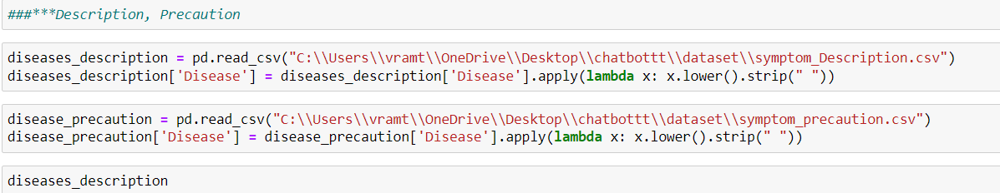 ###***Description, Precaution
diseases_description = pd.read_csv("C:\\Users\\vramt\\OneDrive\\Desktop\\chatbottt\\dataset\\symptom_Description.csv")
diseases_description['Disease'] = diseases_description['Disease'].apply(lambda x: x.lower().strip(" "))
disease_precaution = pd.read_csv("C:\\Users\\vramt\\OneDrive\\Desktop\\chatbottt\\dataset\\symptom_precaution.csv")
disease_precaution['Disease'] = disease_precaution['Disease'].apply(lambda x: x.lower().strip(" "))
diseases_description